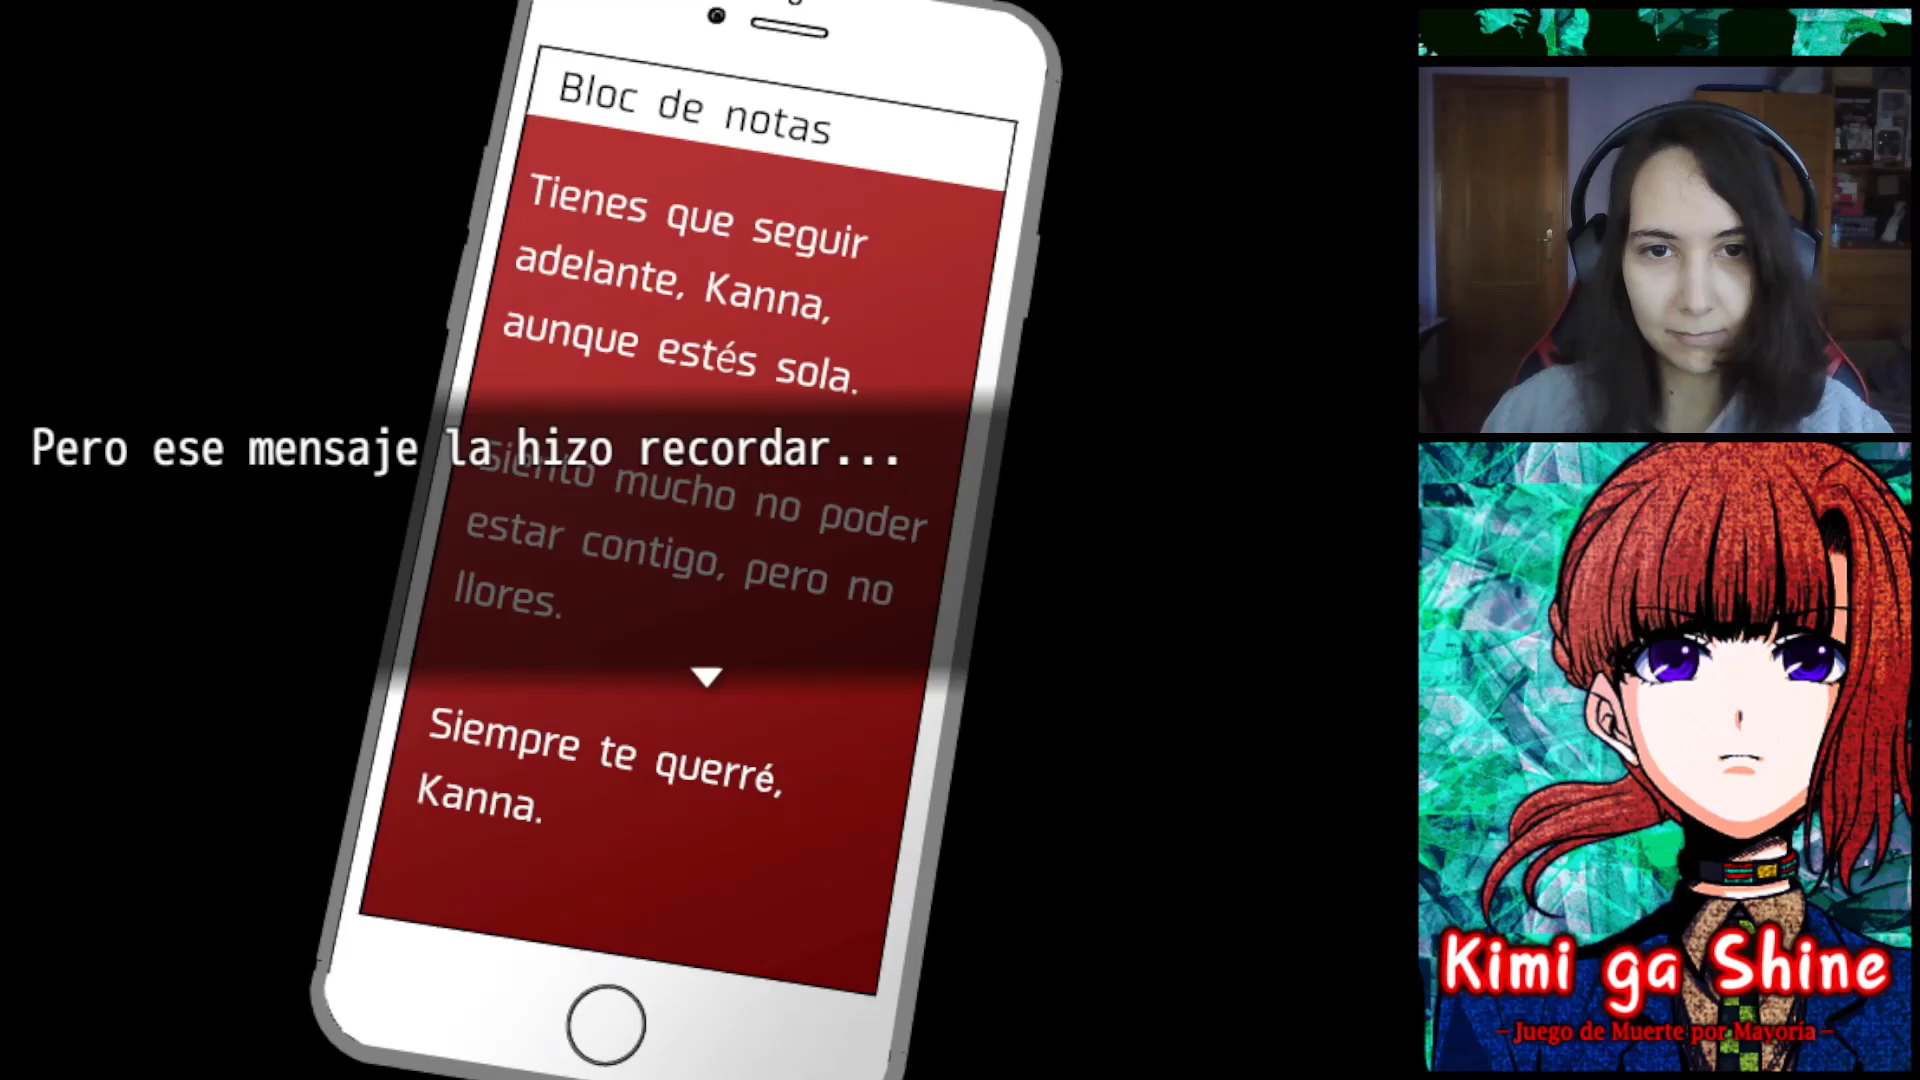 Bloc de notas
Tienes que seguir
adelante, Kanna,
aunque estés sola.
Pero ese mensaje la hizo recordar...
Siento mucho no poder
estar contigo, pero no
llores.
Siempre te querré,
Kanna.
Kimi ga Shine
–Juego de Muerte por Mayoría–